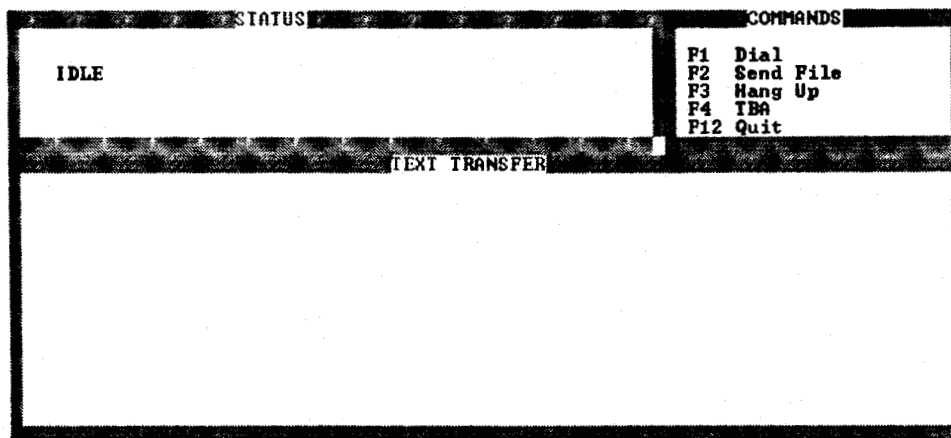 STATUS
IDLE
COMMANDS
F1 Dial
F2 Send File
F3 Hang Up
F4 TBA
F12 Quit
TEXT TRANSFER